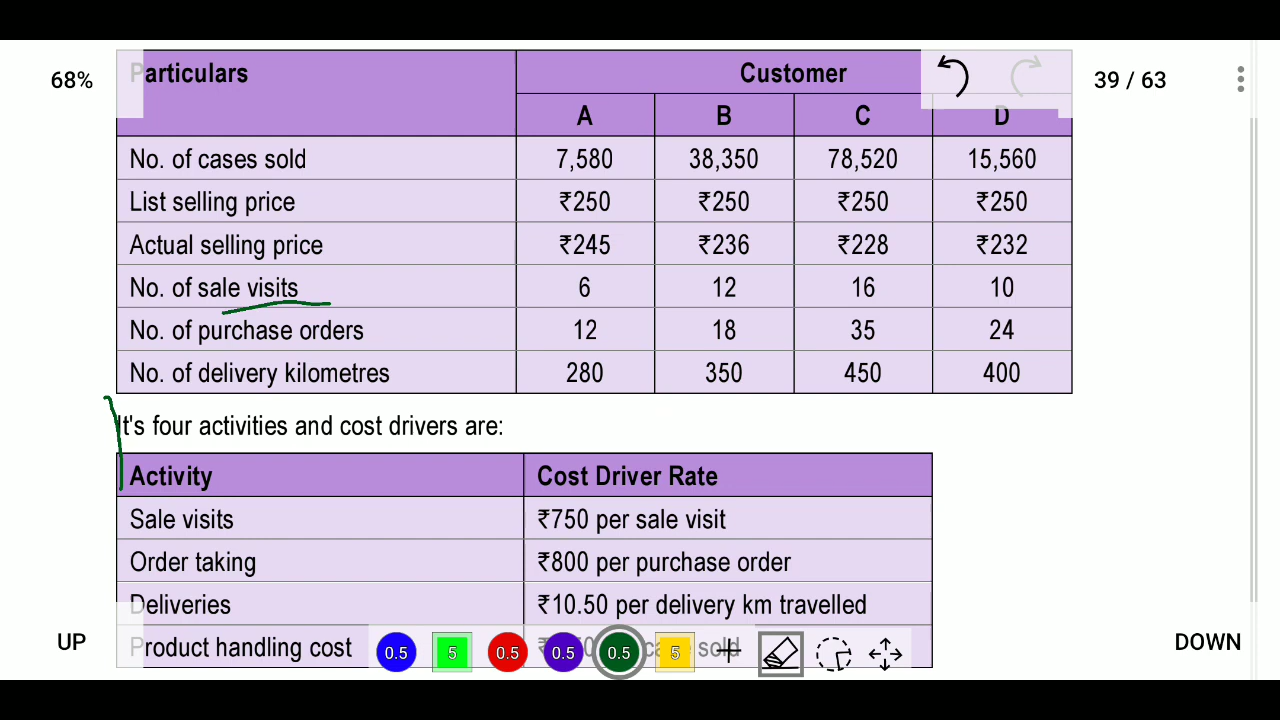 68%
39 / 63
Particulars Customer
A B C D
No. of cases sold 7,580 38,350 78,520 15,560
List selling price ₹250 ₹250 ₹250 ₹250
Actual selling price ₹245 ₹236 ₹228 ₹232
No. of sale visits 6 12 16 10
No. of purchase orders 12 18 35 24
No. of delivery kilometres 280 350 450 400
It's four activities and cost drivers are:
Activity Cost Driver Rate
Sale visits ₹750 per sale visit
Order taking ₹800 per purchase order
Deliveries ₹10.50 per delivery km travelled
Product handling cost sold
UP 0.5 5 0.5 0.5 0.5 5 DOWN